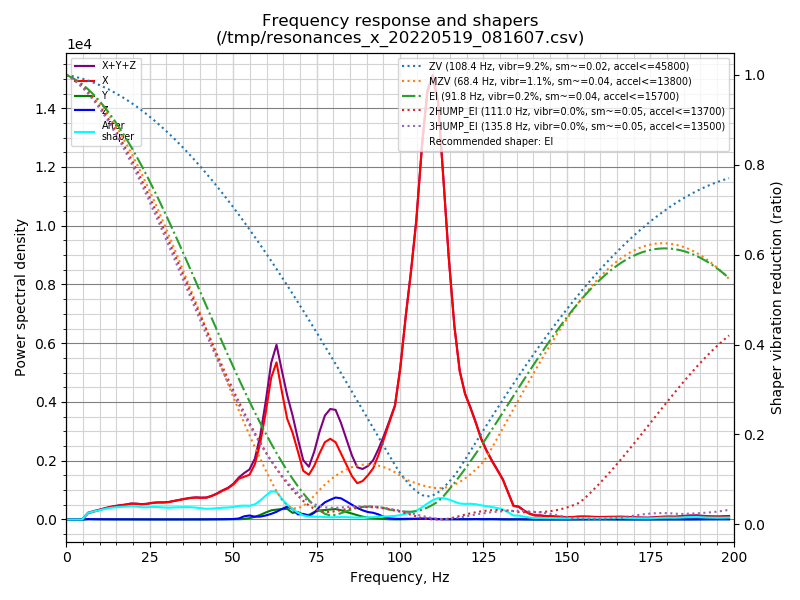 Frequency response and shapers
(/tmp/resonances_x_20220519_081607.csv)
1e4
X+Y+Z
X
Y
Z
After
shaper
ZV (108.4 Hz, vibr=9.2%, sm~=0.02, accel<=45800)
MZV (68.4 Hz, vibr=1.1%, sm~=0.04, accel<=13800)
EI (91.8 Hz, vibr=0.2%, sm~=0.04, accel<=15700)
2HUMP_EI (111.0 Hz, vibr=0.0%, sm~=0.05, accel<=13700)
3HUMP_EI (135.8 Hz, vibr=0.0%, sm~=0.05, accel<=13500)
Recommended shaper: EI
1.4
1.2
1.0
0.8
0.6
0.4
0.2
0.0
Power spectral density
1.0
0.8
0.6
0.4
0.2
0.0
Shaper vibration reduction (ratio)
0 25 50 75 100 125 150 175 200
Frequency, Hz